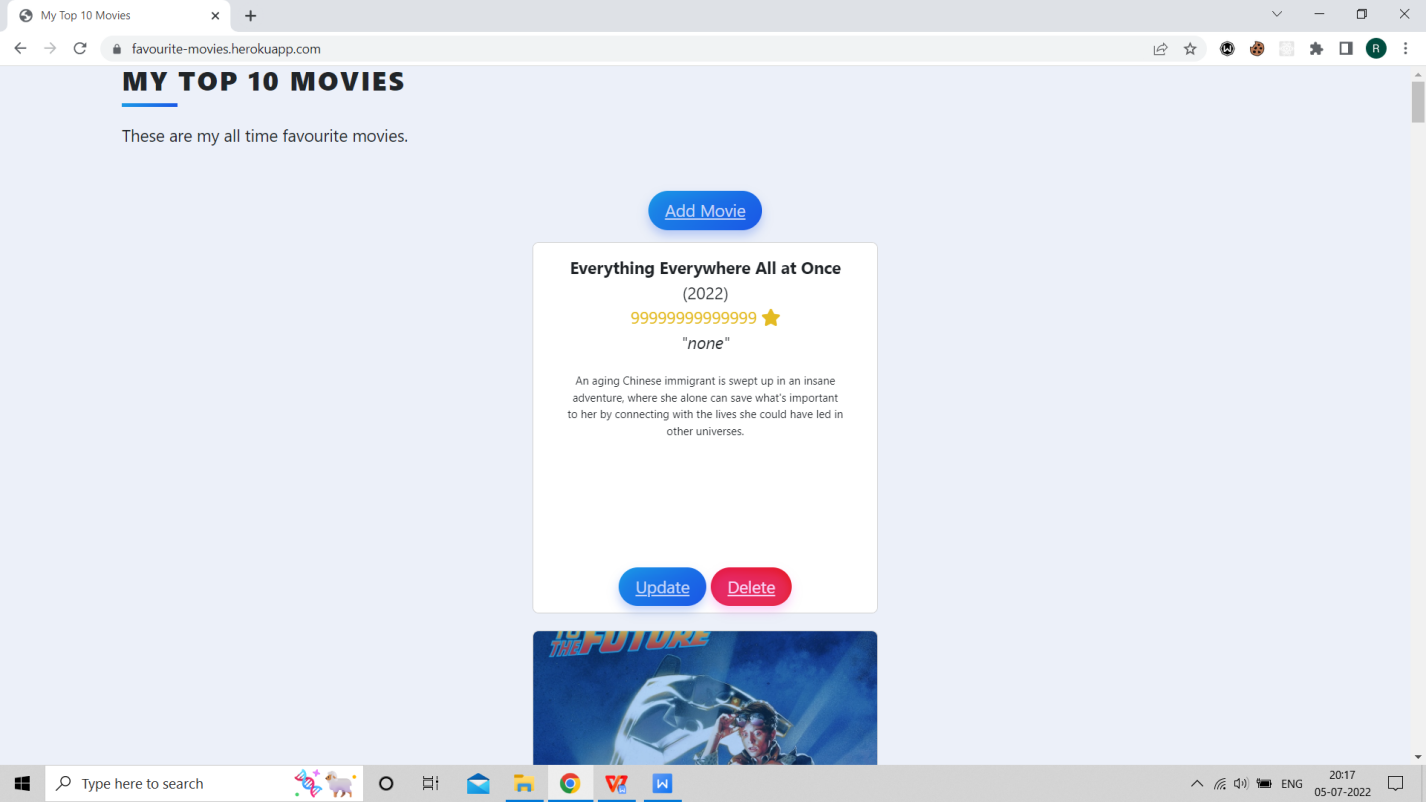 My Top 10 Movies
favourite-movies.herokuapp.com
R
MY TOP 10 MOVIES
These are my all time favourite movies.
Add Movie
Everything Everywhere All at Once
(2022)
99999999999999
"none"
An aging Chinese immigrant is swept up in an insane
adventure, where she alone can save what's important
to her by connecting with the lives she could have led in
other universes.
Update Delete
TO
THE FUTURE
Type here to search
ENG
20:17
05-07-2022